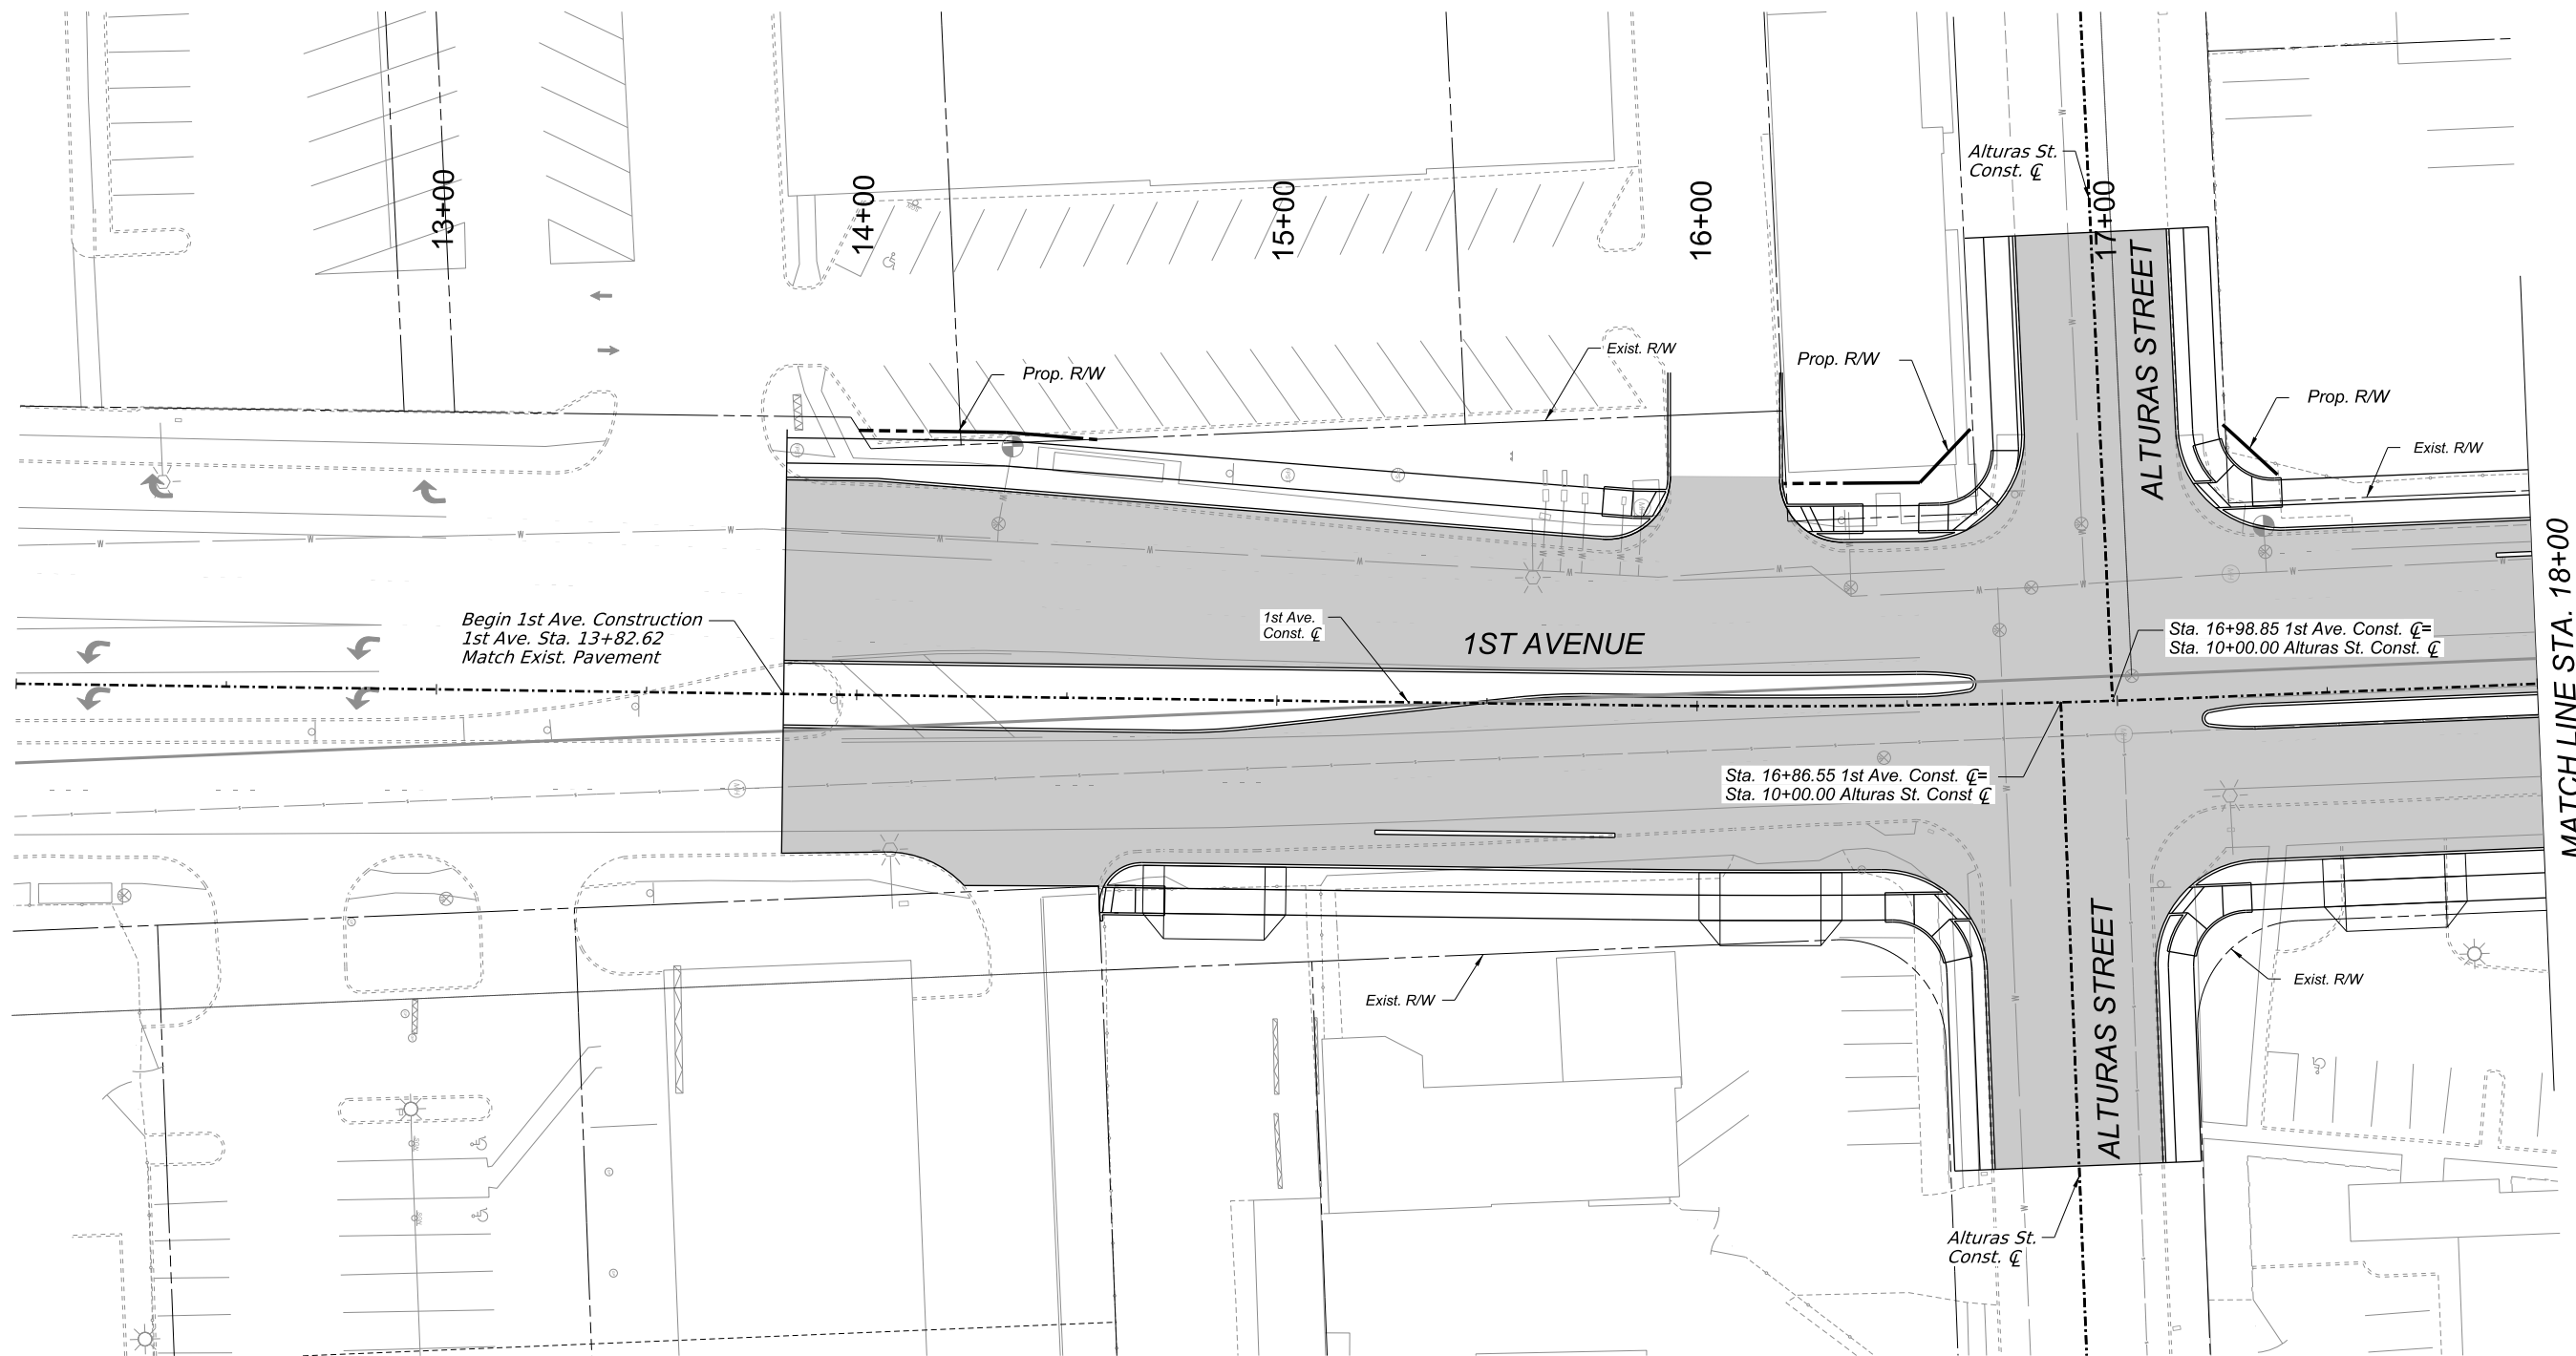 13+00
14+00
15+00
16+00
17+00
Alturas St.
Const. ℄
ALTURAS STREET
Prop. R/W
Exist. R/W
Prop. R/W
Prop. R/W
Exist. R/W
MATCH LINE STA. 18+00
Begin 1st Ave. Construction
1st Ave. Sta. 13+82.62
Match Exist. Pavement
1st Ave.
Const. ℄
1ST AVENUE
Sta. 16+98.85 1st Ave. Const. ℄=
Sta. 10+00.00 Alturas St. Const. ℄
Sta. 16+86.55 1st Ave. Const. ℄=
Sta. 10+00.00 Alturas St. Const ℄
Exist. R/W
ALTURAS STREET
Exist. R/W
Alturas St.
Const. ℄